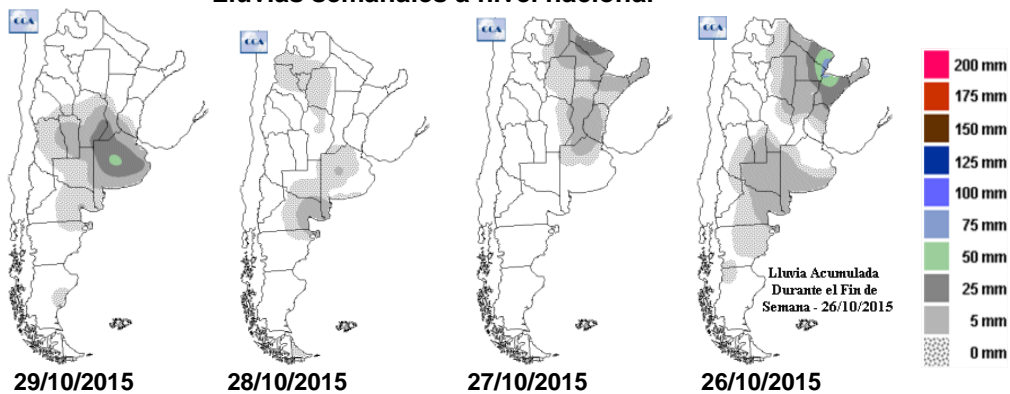 Lluvias semanales a nivel nacional
CCA
CCA
CCA
CCA
200 mm
175 mm
150 mm
125 mm
100 mm
75 mm
50 mm
25 mm
5 mm
0 mm
Lluvia Acumulada
Durante el Fin de
Semana - 26/10/2015
29/10/2015
28/10/2015
27/10/2015
26/10/2015